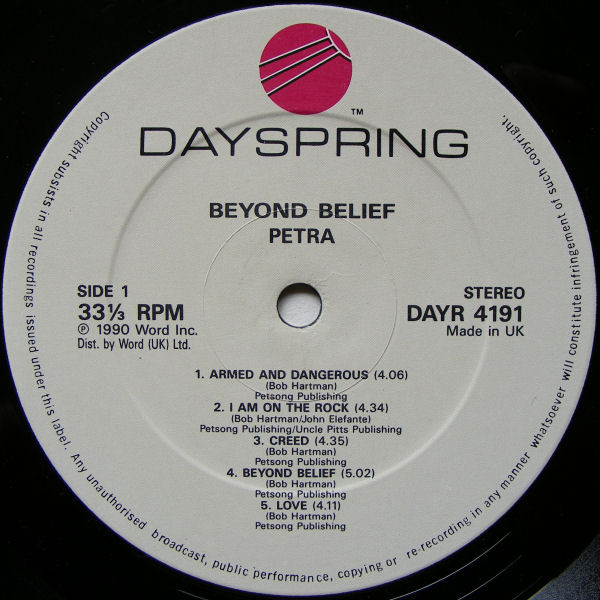 TM
DAYSPRING
BEYOND BELIEF
PETRA
SIDE 1
33⅓ RPM
℗ 1990 Word Inc.
Dist. by Word (UK) Ltd.
STEREO
DAYR 4191
Made in UK
1. ARMED AND DANGEROUS (4.06)
(Bob Hartman)
Petsong Publishing
2. I AM ON THE ROCK (4.34)
(Bob Hartman/John Elefante)
Petsong Publishing/Uncle Pitts Publishing
3. CREED (4.35)
(Bob Hartman)
Petsong Publishing
4. BEYOND BELIEF (5.02)
(Bob Hartman)
Petsong Publishing
5. LOVE (4.11)
(Bob Hartman)
Petsong Publishing
Copyright subsists in all recordings issued under this label. Any unauthorised broadcast, public performance, copying or re-recording in any manner whatsoever will constitute infringement of such copyright.